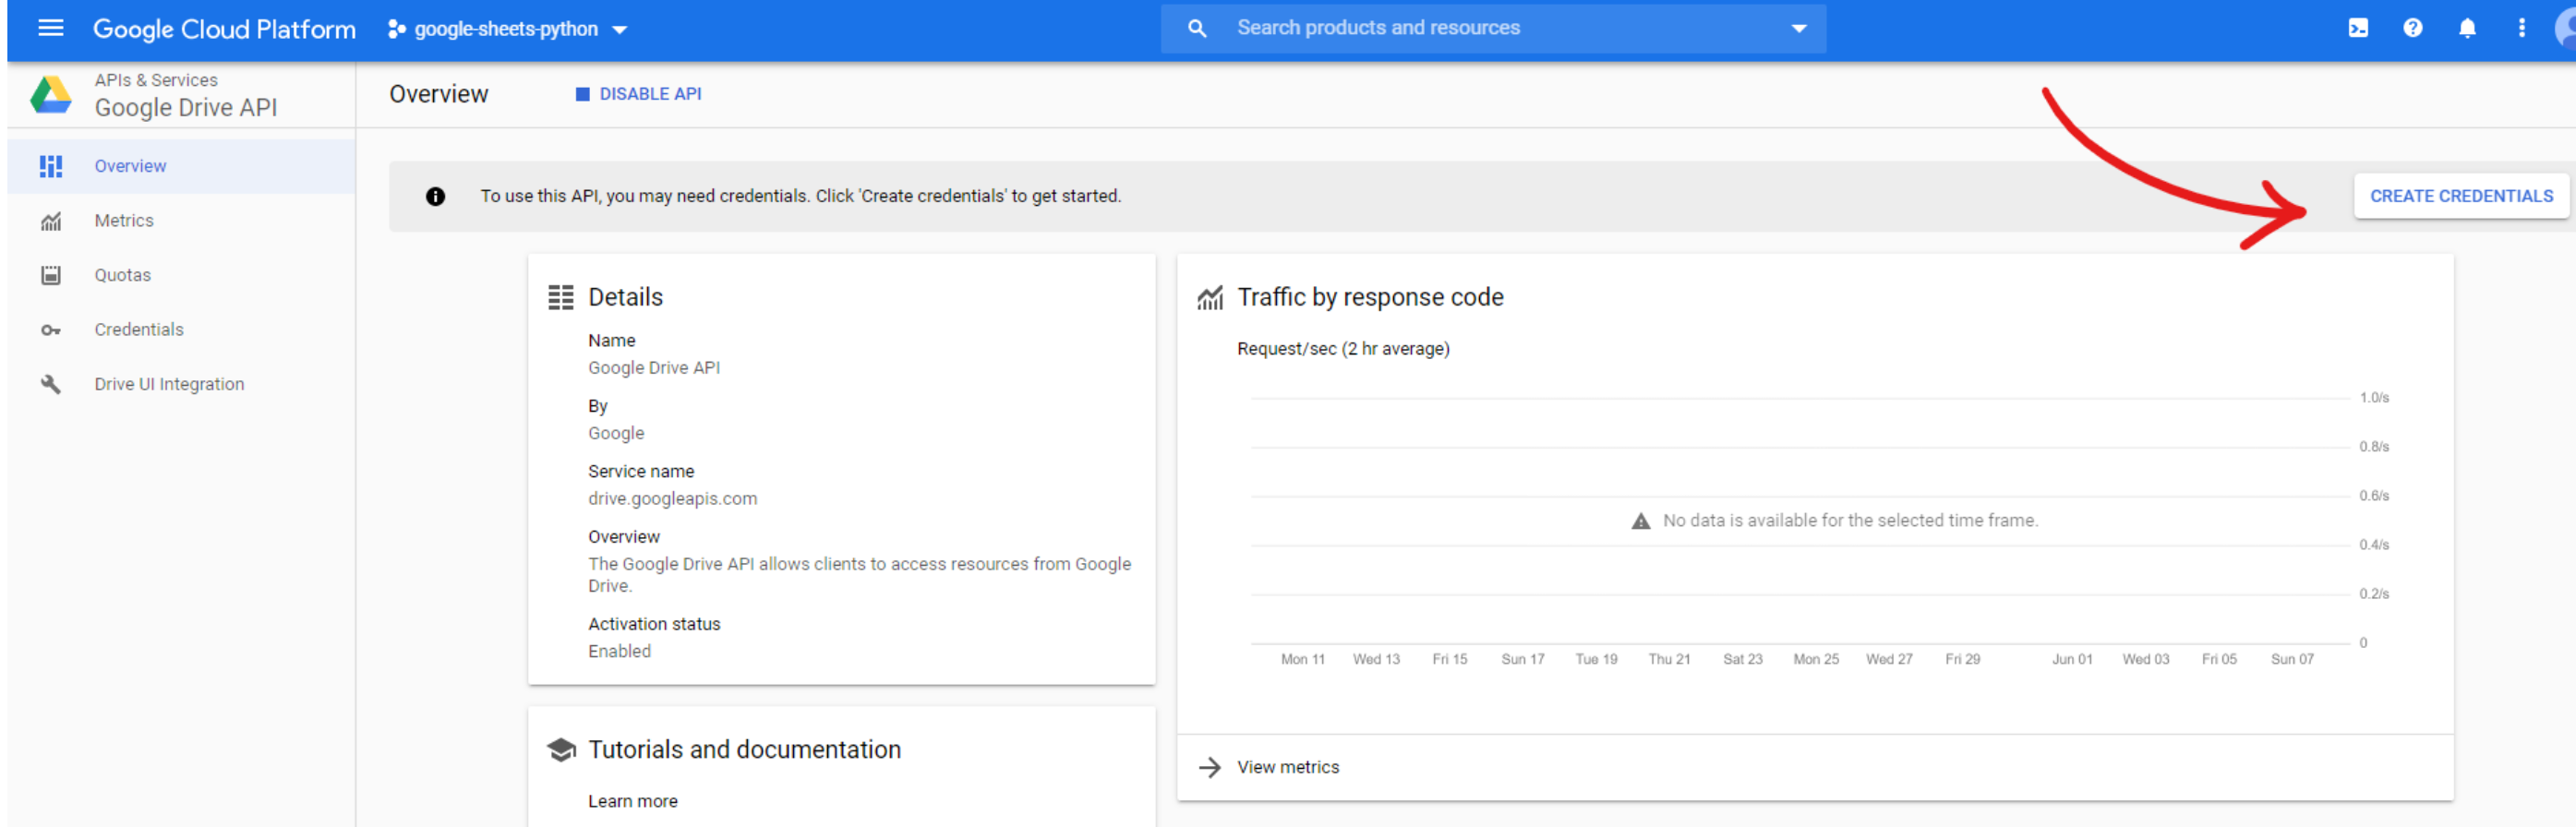 Google Cloud Platform
google-sheets-python
Search products and resources
APIs & Services
Google Drive API
Overview
DISABLE API
Overview
Metrics
Quotas
Credentials
Drive UI Integration
To use this API, you may need credentials. Click 'Create credentials' to get started.
CREATE CREDENTIALS
Details
Name
Google Drive API
By
Google
Service name
drive.googleapis.com
Overview
The Google Drive API allows clients to access resources from Google
Drive.
Activation status
Enabled
Tutorials and documentation
Learn more
Traffic by response code
Request/sec (2 hr average)
1.0/s
0.8/s
0.6/s
No data is available for the selected time frame.
0.4/s
0.2/s
0
Mon 11 Wed 13 Fri 15 Sun 17 Tue 19 Thu 21 Sat 23 Mon 25 Wed 27 Fri 29 Jun 01 Wed 03 Fri 05 Sun 07
View metrics